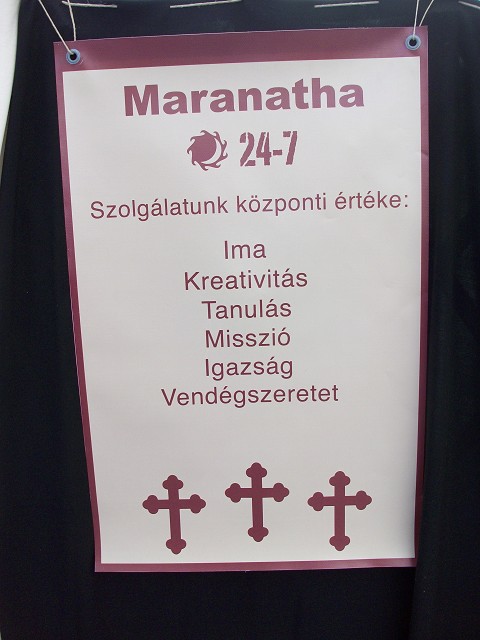 Maranatha
24-7
Szolgálatunk központi értéke:
Ima
Kreativitás
Tanulás
Misszió
Igazság
Vendégszeretet